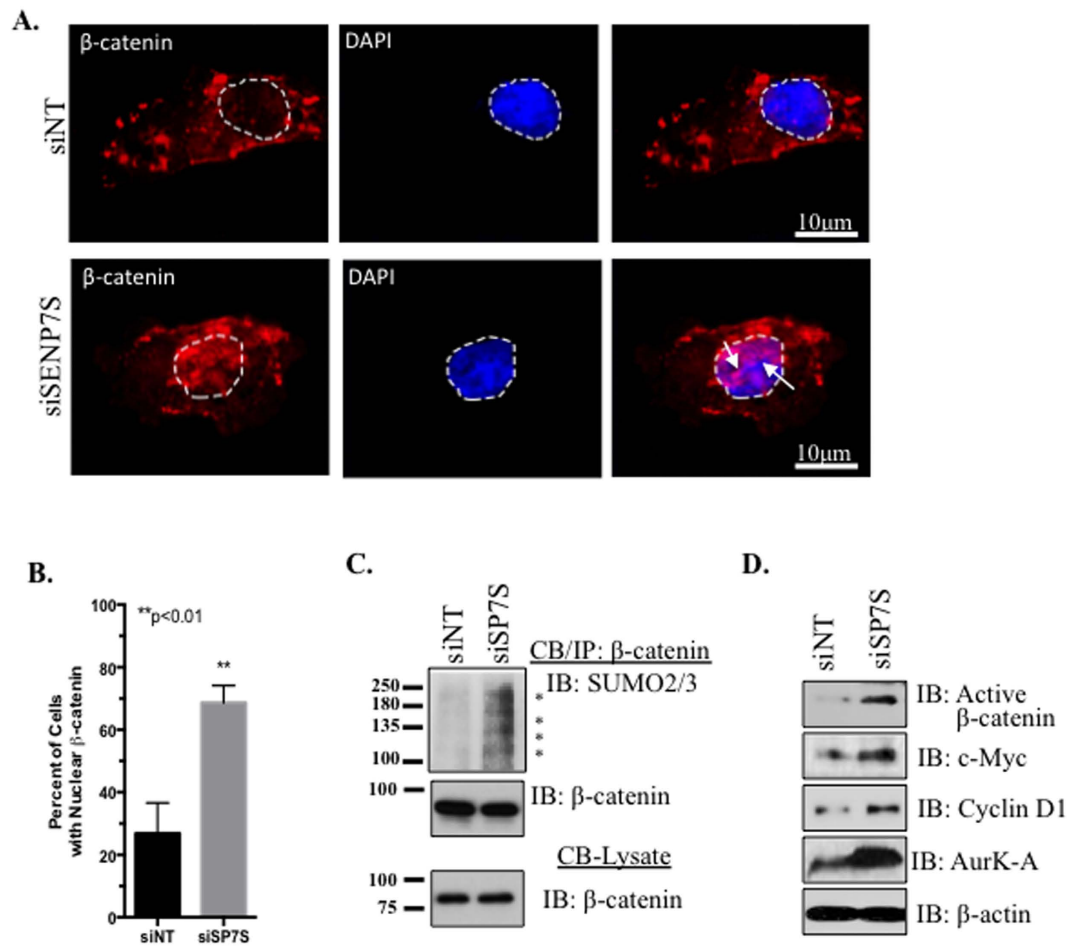 A.
β-catenin
DAPI
siNT
10μm
β-catenin
DAPI
siSENP7S
10μm
B.
**p<0.01
**
Percent of Cells
with Nuclear β-catenin
100
80
60
40
20
0
siNT
siSP7S
C.
siNT
siSP7S
CB/IP: β-catenin
IB: SUMO2/3
250
180
135
100
*
*
*
*
100
IB: β-catenin
CB-Lysate
100
75
IB: β-catenin
D.
siNT
siSP7S
IB: Active
β-catenin
IB: c-Myc
IB: Cyclin D1
IB: AurK-A
IB: β-actin